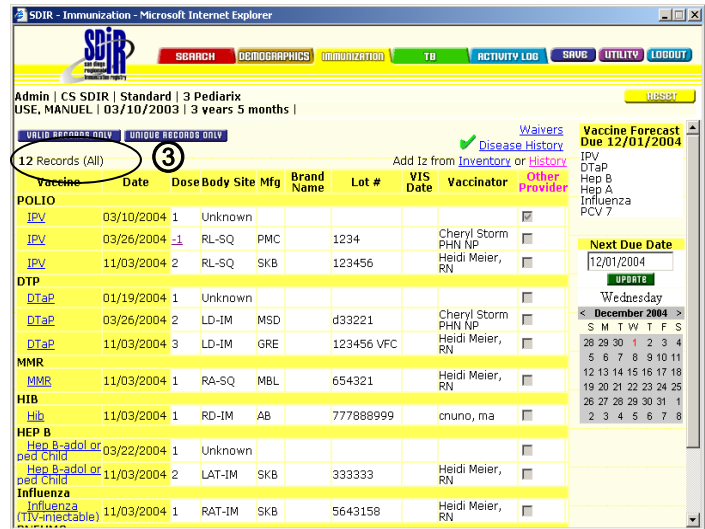 SDIR - Immunization - Microsoft Internet Explorer
SDIR
san diego
regional
immunization registry
SEARCH DEMOGRAPHICS IMMUNIZATION TB ACTIVITY LOG SAVE UTILITY LOGOUT
Admin | CS SDIR | Standard | 3 Pediarix
USE, MANUEL | 03/10/2003 | 3 years 5 months |
RESET
VALID RECORDS ONLY UNIQUE RECORDS ONLY
3
Waivers
Disease History
12 Records (All)
Add Iz from Inventory or History
Vaccine Date Dose Body Site Mfg Brand Name Lot # VIS Date Vaccinator Other Provider
POLIO
IPV 03/10/2004 1 Unknown
IPV 03/26/2004 -1 RL-SQ PMC 1234 Cheryl Storm PHN NP
IPV 11/03/2004 2 RL-SQ SKB 123456 Heidi Meier, RN
DTP
DTaP 01/19/2004 1 Unknown
DTaP 03/26/2004 2 LD-IM MSD d33221 Cheryl Storm PHN NP
DTaP 11/03/2004 3 LD-IM GRE 123456 VFC Heidi Meier, RN
MMR
MMR 11/03/2004 1 RA-SQ MBL 654321 Heidi Meier, RN
HIB
Hib 11/03/2004 1 RD-IM AB 777888999 cnuno, ma
HEP B
Hep B-adol or ped Child 03/22/2004 1 Unknown
Hep B-adol or ped Child 11/03/2004 2 LAT-IM SKB 333333 Heidi Meier, RN
Influenza
Influenza (TIV-injectable) 11/03/2004 1 RAT-IM SKB 5643158 Heidi Meier, RN
PNEUMO
Vaccine Forecast
Due 12/01/2004
IPV
DTaP
Hep B
Hep A
Influenza
PCV 7
Next Due Date
12/01/2004
UPDATE
Wednesday
< December 2004 >
S M T W T F S
28 29 30 1 2 3 4
5 6 7 8 9 10 11
12 13 14 15 16 17 18
19 20 21 22 23 24 25
26 27 28 29 30 31 1
2 3 4 5 6 7 8